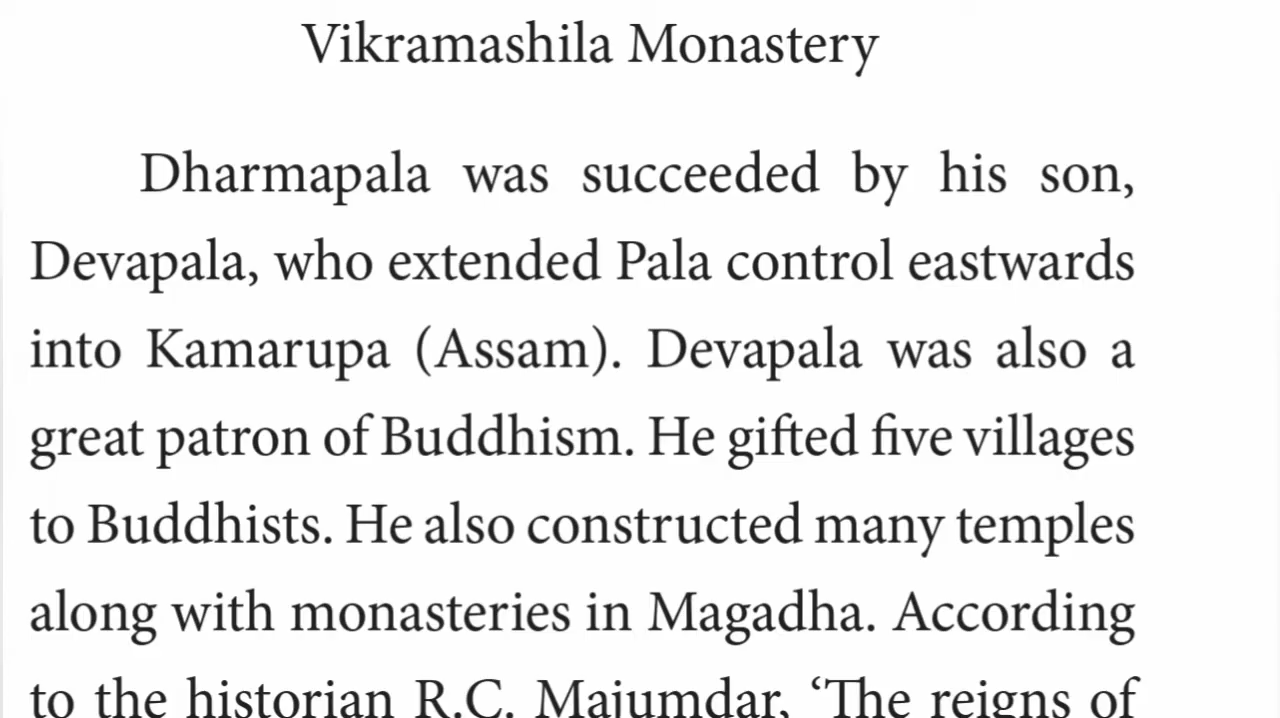 Vikramashila Monastery
Dharmapala was succeeded by his son,
Devapala, who extended Pala control eastwards
into Kamarupa (Assam). Devapala was also a
great patron of Buddhism. He gifted five villages
to Buddhists. He also constructed many temples
along with monasteries in Magadha. According
to the historian R.C. Majumdar, ‘The reigns of